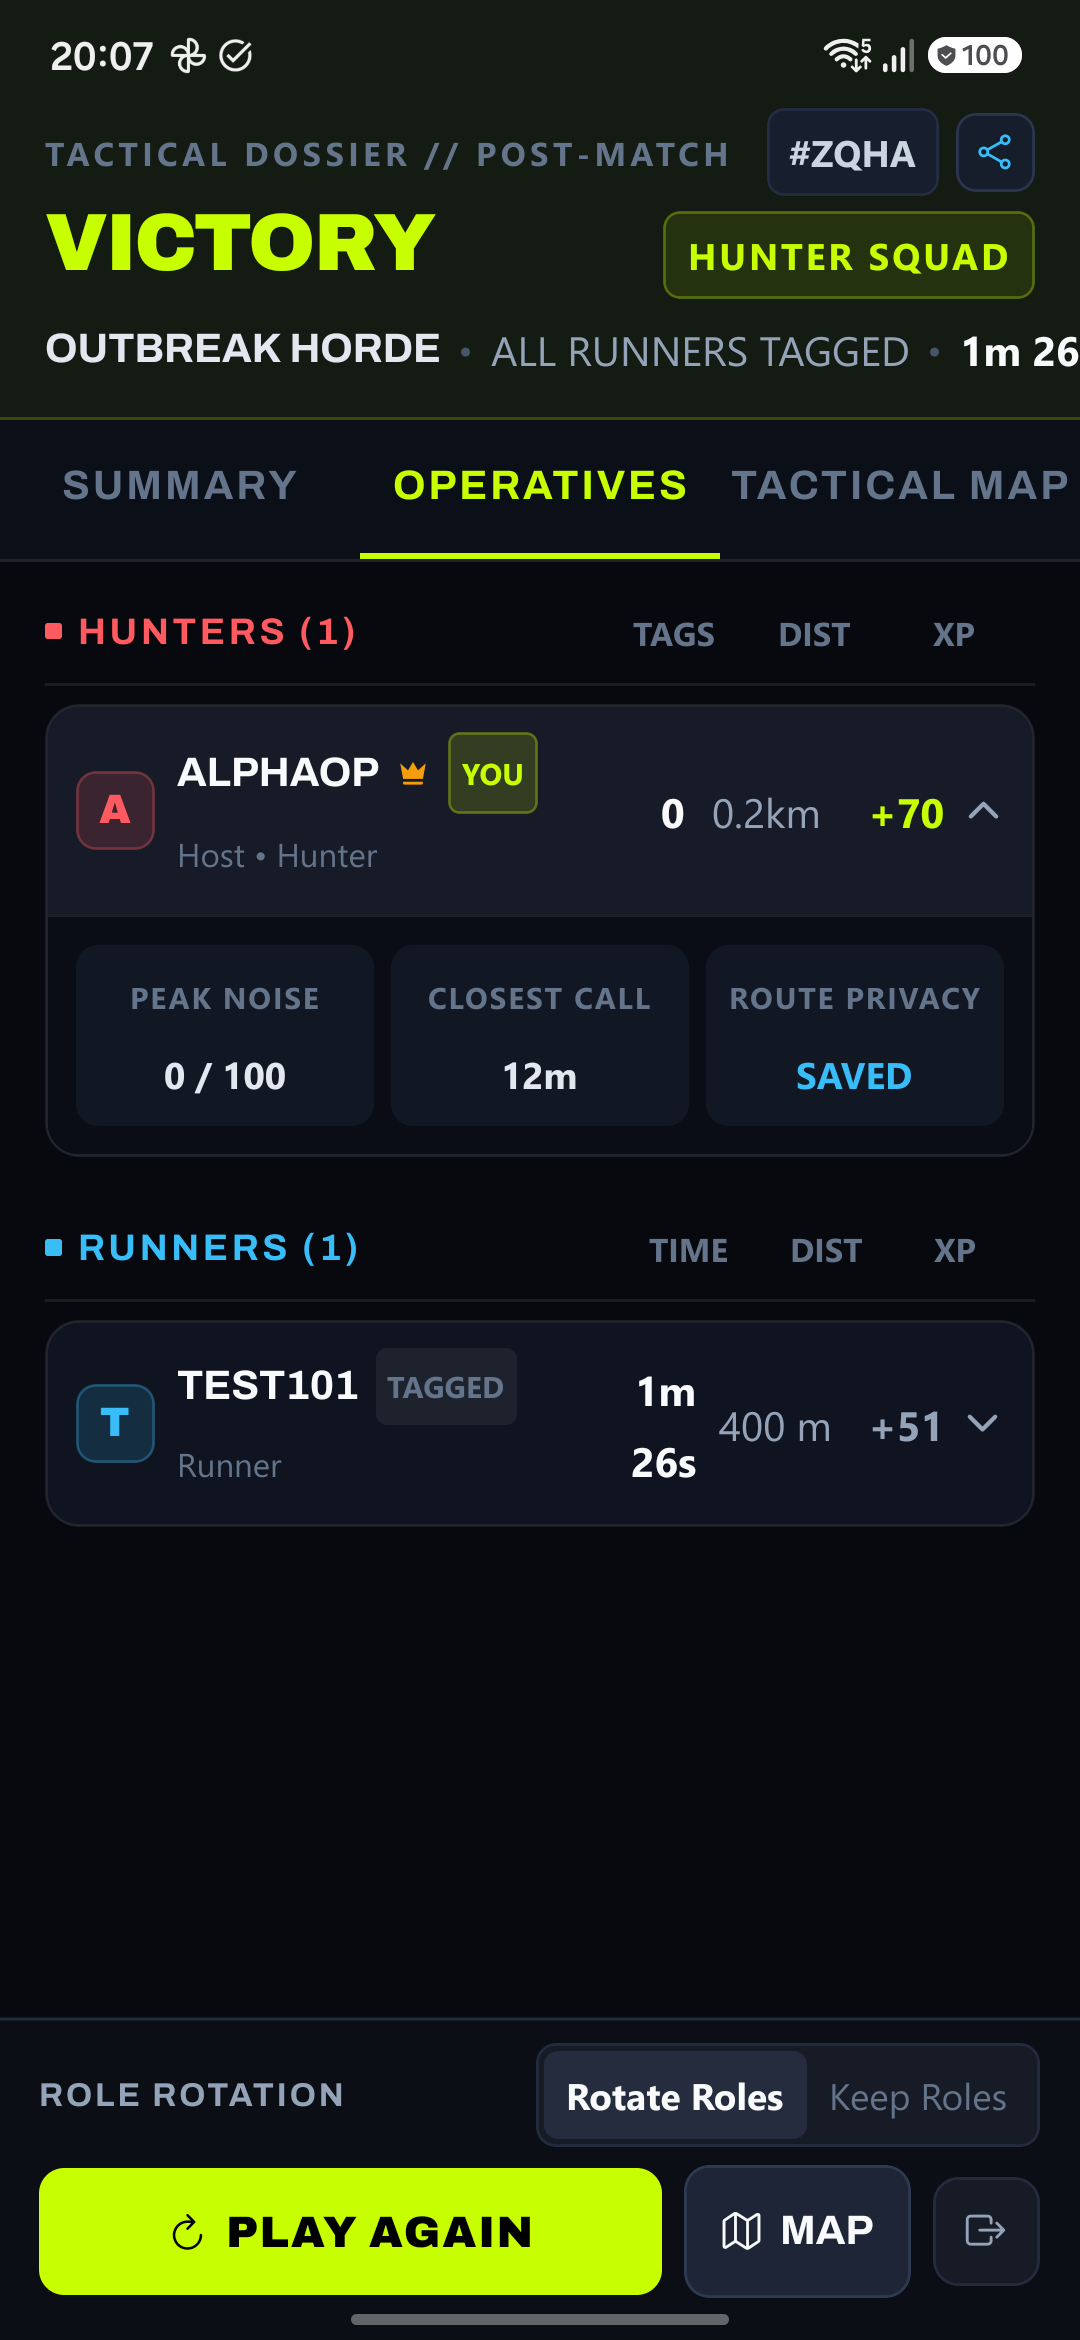 20:07 5 100
TACTICAL DOSSIER // POST-MATCH #ZQHA
VICTORY HUNTER SQUAD
OUTBREAK HORDE • ALL RUNNERS TAGGED • 1m 26
SUMMARY OPERATIVES TACTICAL MAP
HUNTERS (1) TAGS DIST XP
A ALPHAOP YOU 0 0.2km +70
Host • Hunter
PEAK NOISE CLOSEST CALL ROUTE PRIVACY
0 / 100 12m SAVED
RUNNERS (1) TIME DIST XP
T TEST101 TAGGED 1m 26s 400 m +51
Runner
ROLE ROTATION Rotate Roles Keep Roles
PLAY AGAIN MAP